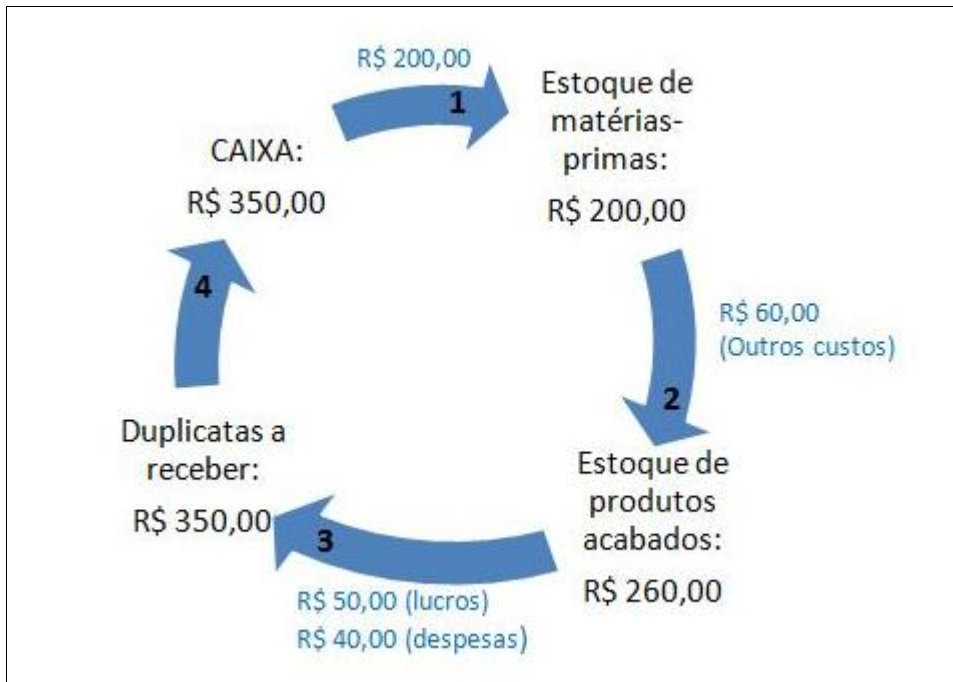 R$ 200,00
1
Estoque de
matérias-
primas:
R$ 200,00
CAIXA:
R$ 350,00
4
R$ 60,00
(Outros custos)
2
Duplicatas a
receber:
R$ 350,00
Estoque de
produtos
acabados:
R$ 260,00
3
R$ 50,00 (lucros)
R$ 40,00 (despesas)